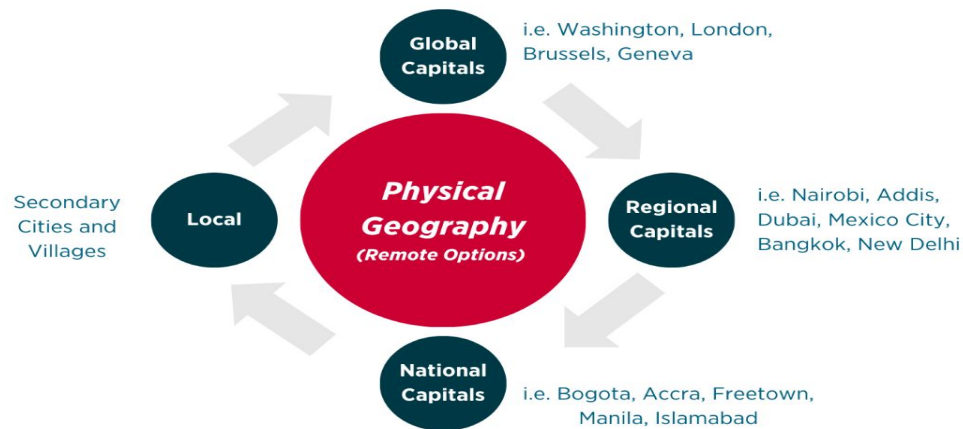 Global
Capitals
i.e. Washington, London,
Brussels, Geneva
Physical
Geography
(Remote Options)
Regional
Capitals
i.e. Nairobi, Addis,
Dubai, Mexico City,
Bangkok, New Delhi
National
Capitals
i.e. Bogota, Accra, Freetown,
Manila, Islamabad
Local
Secondary
Cities and
Villages